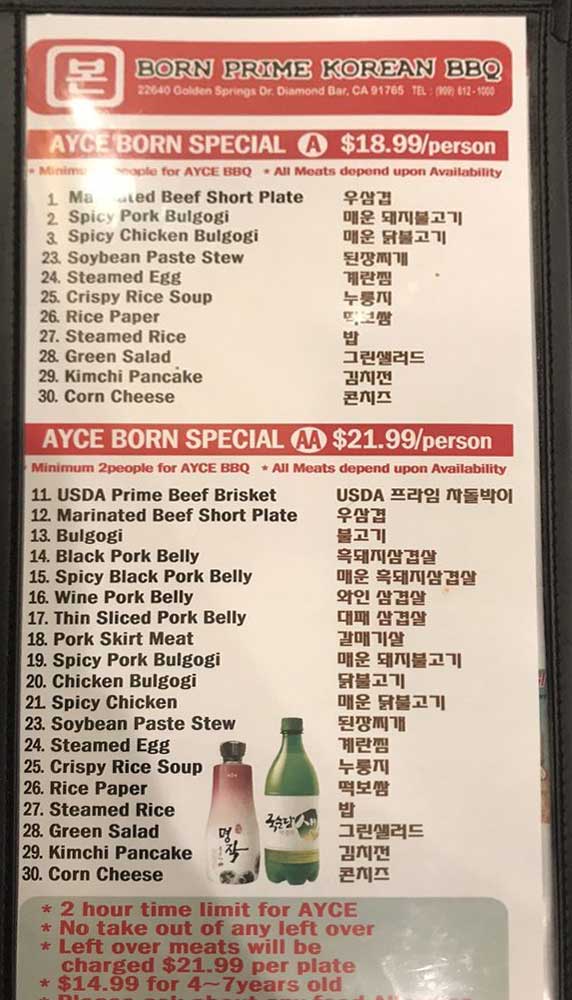 본 BORN PRIME KOREAN BBQ
22640 Golden Springs Dr. Diamond Bar, CA 91765 TEL : (909) 612-1000
AYCE BORN SPECIAL A $18.99/person
* people for AYCE BBQ * All Meats depend upon Availability
1. Beef Short Plate 우삼겹
2. Spicy Pork Bulgogi 매운 돼지불고기
3. Spicy Chicken Bulgogi 매운 닭불고기
23. Soybean Paste Stew 된장찌개
24. Steamed Egg 계란찜
25. Crispy Rice Soup 누룽지
26. Rice Paper 떡보쌈
27. Steamed Rice 밥
28. Green Salad 그린샐러드
29. Kimchi Pancake 김치전
30. Corn Cheese 콘치즈
AYCE BORN SPECIAL AA $21.99/person
Minimum 2people for AYCE BBQ * All Meats depend upon Availability
11. USDA Prime Beef Brisket USDA 프라임 차돌박이
12. Marinated Beef Short Plate 우삼겹
13. Bulgogi 불고기
14. Black Pork Belly 흑돼지삼겹살
15. Spicy Black Pork Belly 매운 흑돼지삼겹살
16. Wine Pork Belly 와인 삼겹살
17. Thin Sliced Pork Belly 대패 삼겹살
18. Pork Skirt Meat 갈매기살
19. Spicy Pork Bulgogi 매운 돼지불고기
20. Chicken Bulgogi 닭불고기
21. Spicy Chicken 매운 닭불고기
23. Soybean Paste Stew 된장찌개
24. Steamed Egg 계란찜
25. Crispy Rice Soup 누룽지
26. Rice Paper 떡보쌈
27. Steamed Rice 밥
28. Green Salad 그린샐러드
29. Kimchi Pancake 김치전
30. Corn Cheese 콘치즈
명작
국순당 생
* 2 hour time limit for AYCE
* No take out of any left over
* Left over meats will be
charged $21.99 per plate
* $14.99 for 4~7years old